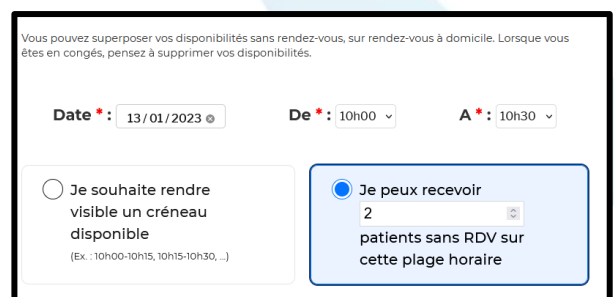 Vous pouvez superposer vos disponibilités sans rendez-vous, sur rendez-vous à domicile. Lorsque vous
êtes en congés, pensez à supprimer vos disponibilités.
Date * : 13/01/2023 De * : 10h00 A * : 10h30
Je souhaite rendre
visible un créneau
disponible
(Ex. : 10h00-10h15, 10h15-10h30, ...)
Je peux recevoir
2
patients sans RDV sur
cette plage horaire